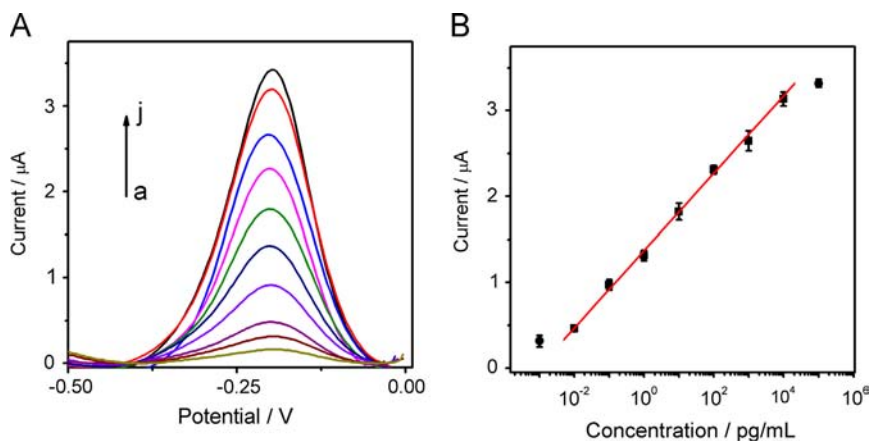 A
j
a
Current / μA
3
2
1
0
-0.50
-0.25
0.00
Potential / V
B
Current / μA
3
2
1
0
10⁻²
10⁰
10²
10⁴
10⁶
Concentration / pg/mL